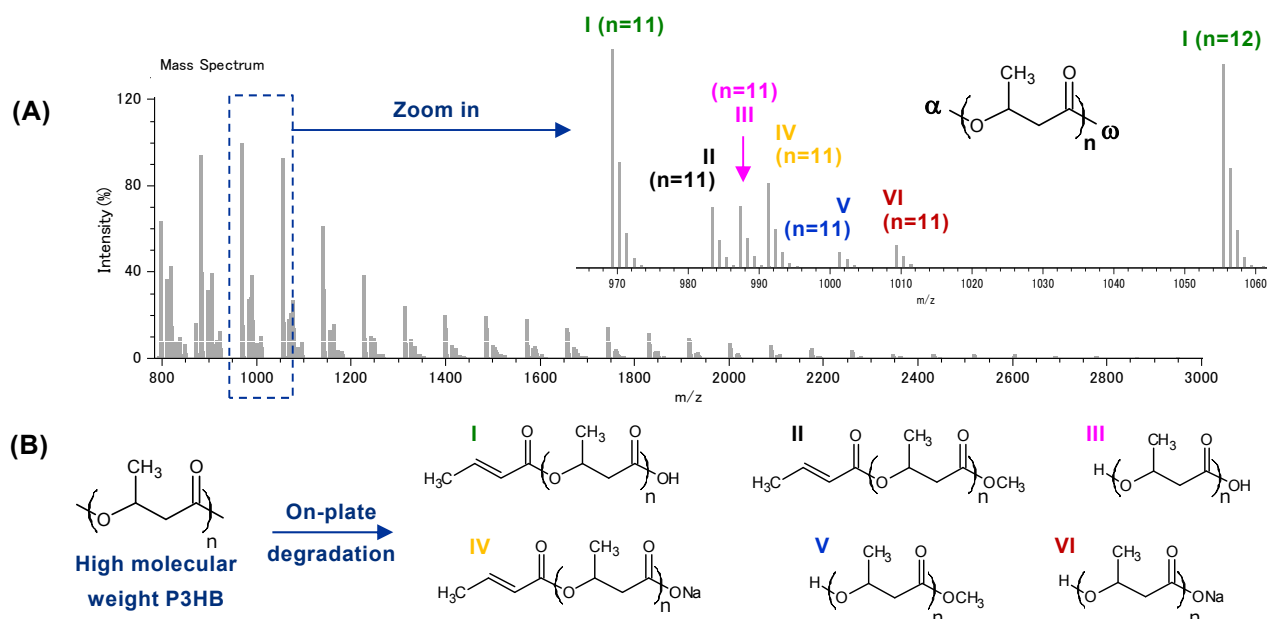 (A)
Mass Spectrum
Intensity (%)
120
80
40
0
800
1000
1200
1400
1600
1800
2000
2200
2400
2600
2800
3000
m/z
Zoom in
I (n=11)
II
(n=11)
(n=11)
III
IV
(n=11)
V
(n=11)
VI
(n=11)
I (n=12)
970
980
990
1000
1010
1020
1030
1040
1050
1060
m/z
α
O
CH3
O
n
ω
(B)
CH3
O
O
n
High molecular
weight P3HB
On-plate
degradation
I
H3C
O
O
CH3
O
OH
n
II
H3C
O
O
CH3
O
OCH3
n
III
H
O
CH3
O
OH
n
IV
H3C
O
O
CH3
O
ONa
n
V
H
O
CH3
O
OCH3
n
VI
H
O
CH3
O
ONa
n